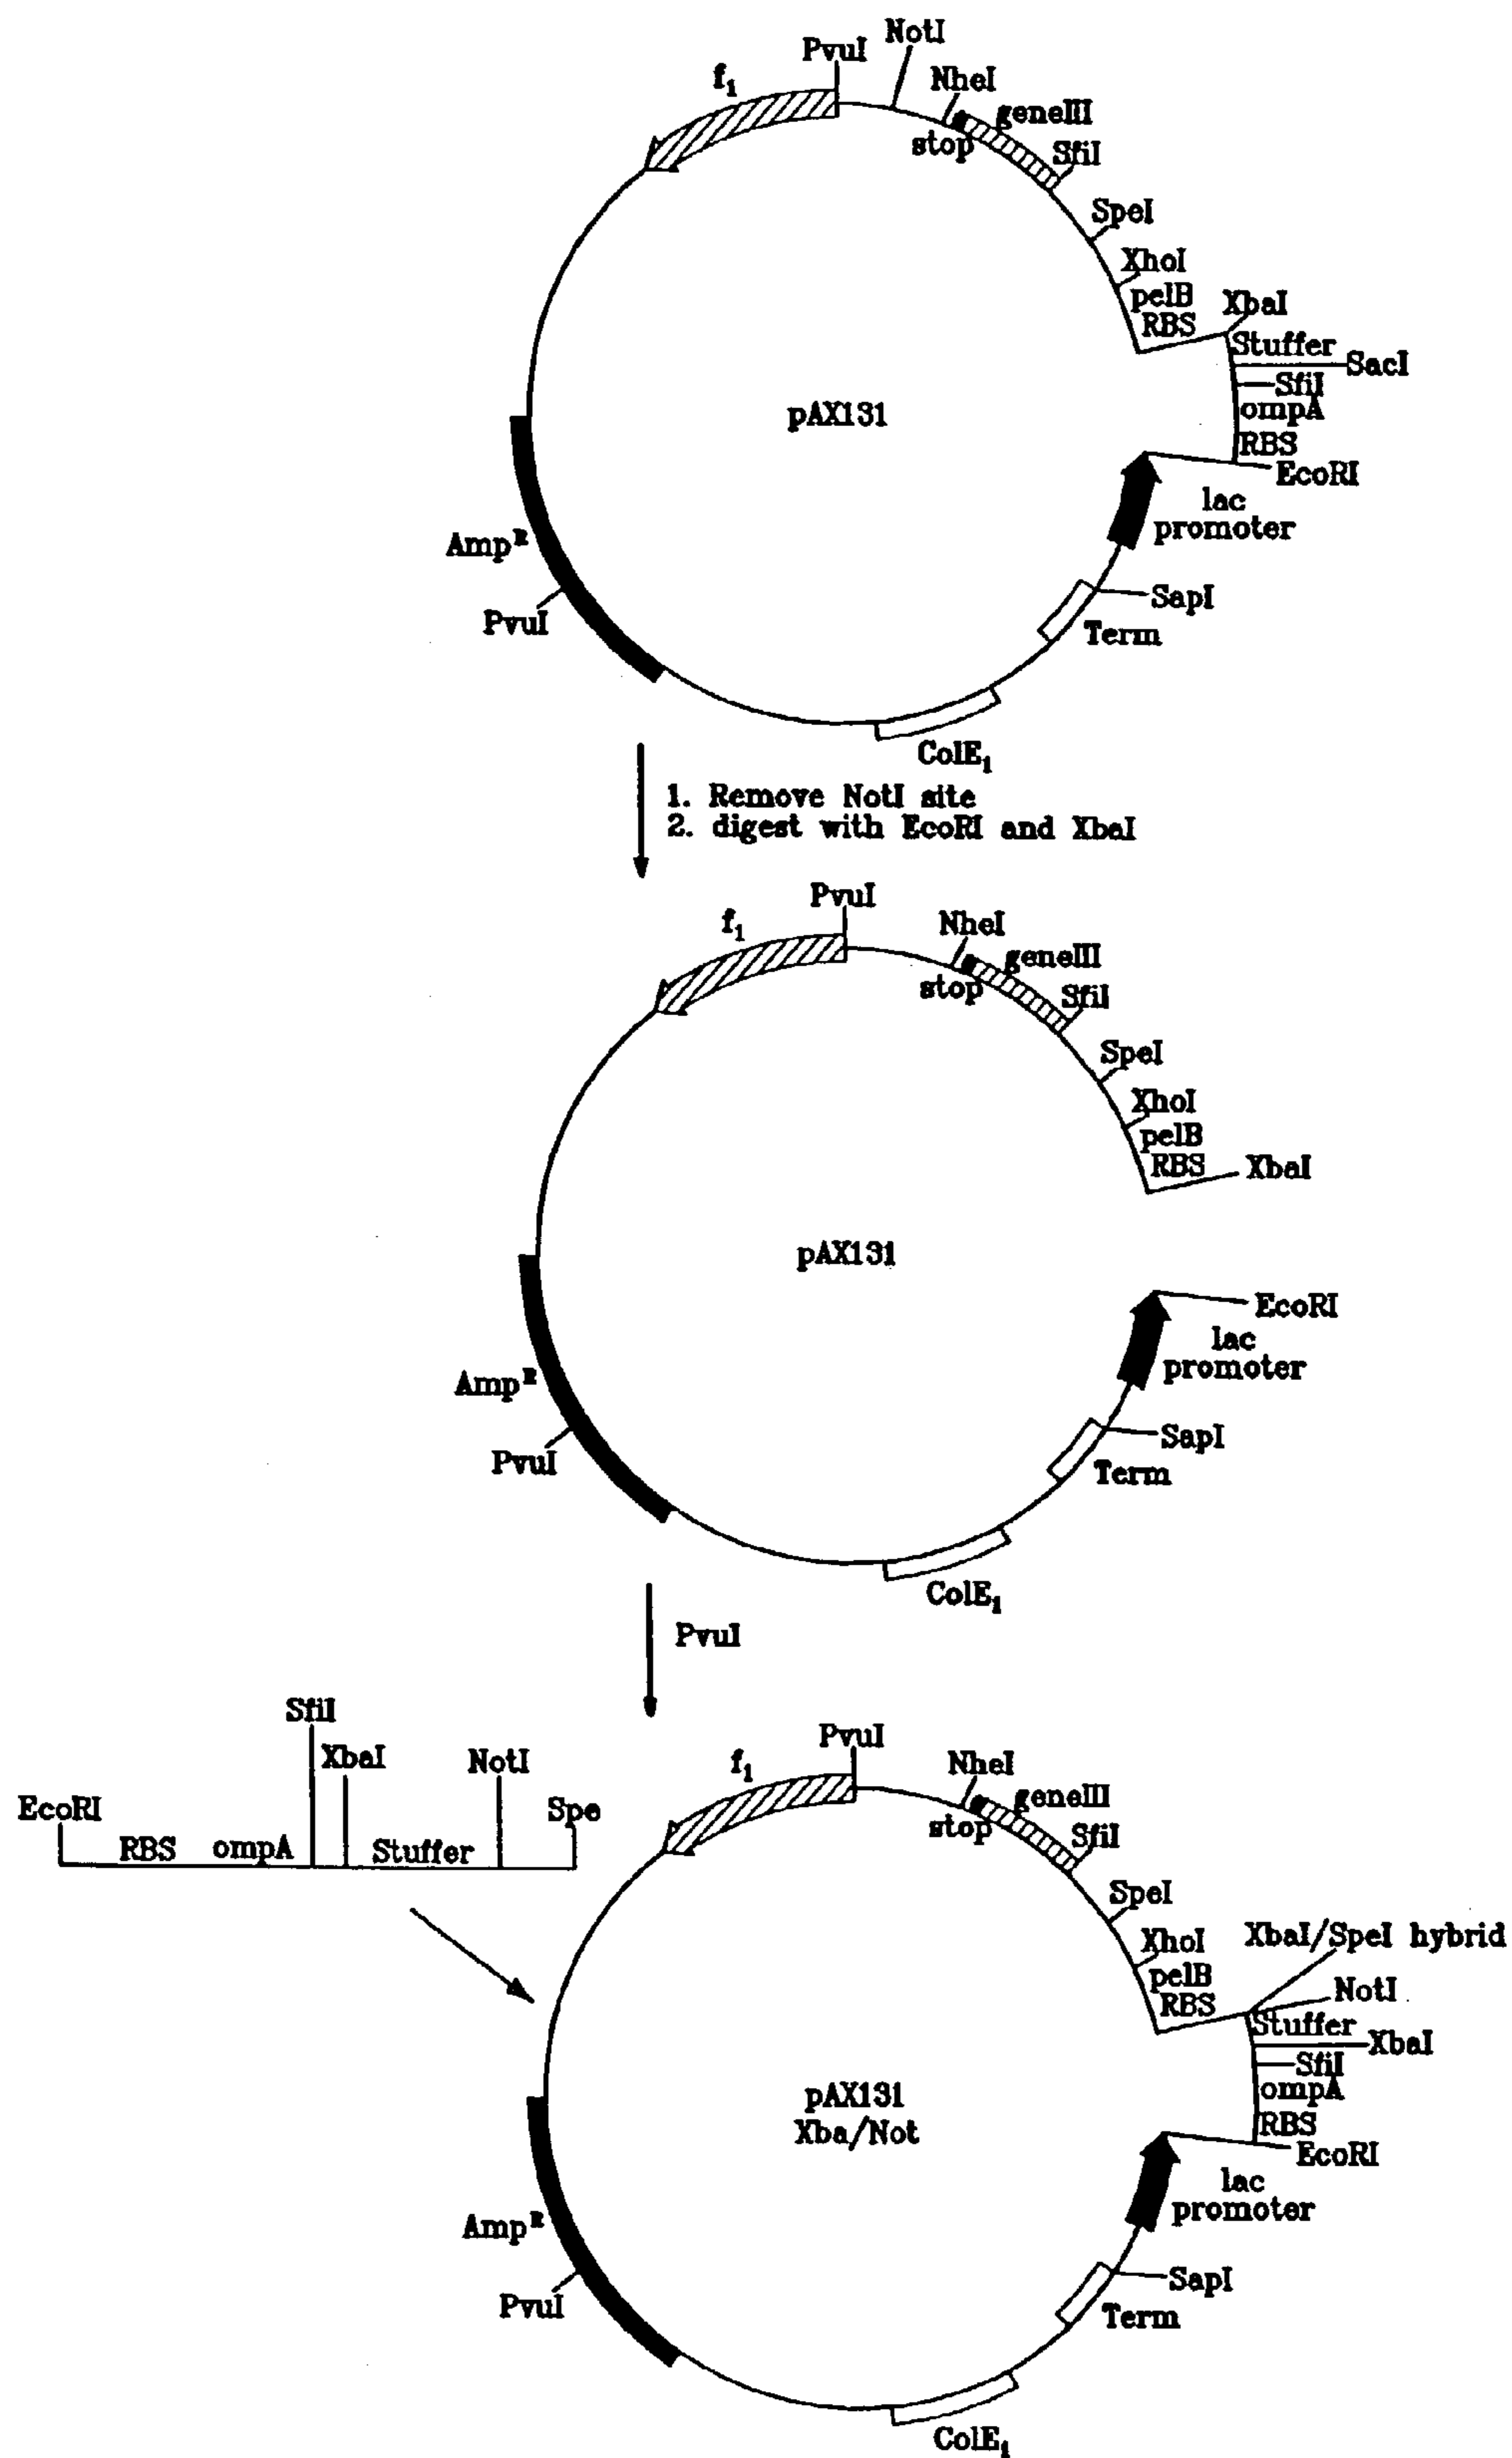 NotI
PvuI
f1
NheI
geneIII
stop
SfiI
SpeI
XhoI
pelB
RBS
XbaI
Stuffer
SacI
SfiI
ompA
RBS
EcoRI
pAX131
lac
promoter
AmpR
SapI
PvuI
Term
ColE1
1. Remove NotI site
2. digest with EcoRI and XbaI
PvuI
f1
NheI
geneIII
stop
SfiI
SpeI
XhoI
pelB
RBS
XbaI
pAX131
EcoRI
lac
promoter
AmpR
SapI
PvuI
Term
ColE1
PvuI
SfiI
XbaI
NotI
EcoRI
Spe
RBS ompA Stuffer
PvuI
f1
NheI
geneIII
stop
SfiI
SpeI
XhoI
pelB
RBS
XbaI/SpeI hybrid
NotI
Stuffer
XbaI
SfiI
ompA
RBS
EcoRI
pAX131
Xba/Not
lac
promoter
AmpR
SapI
PvuI
Term
ColE1